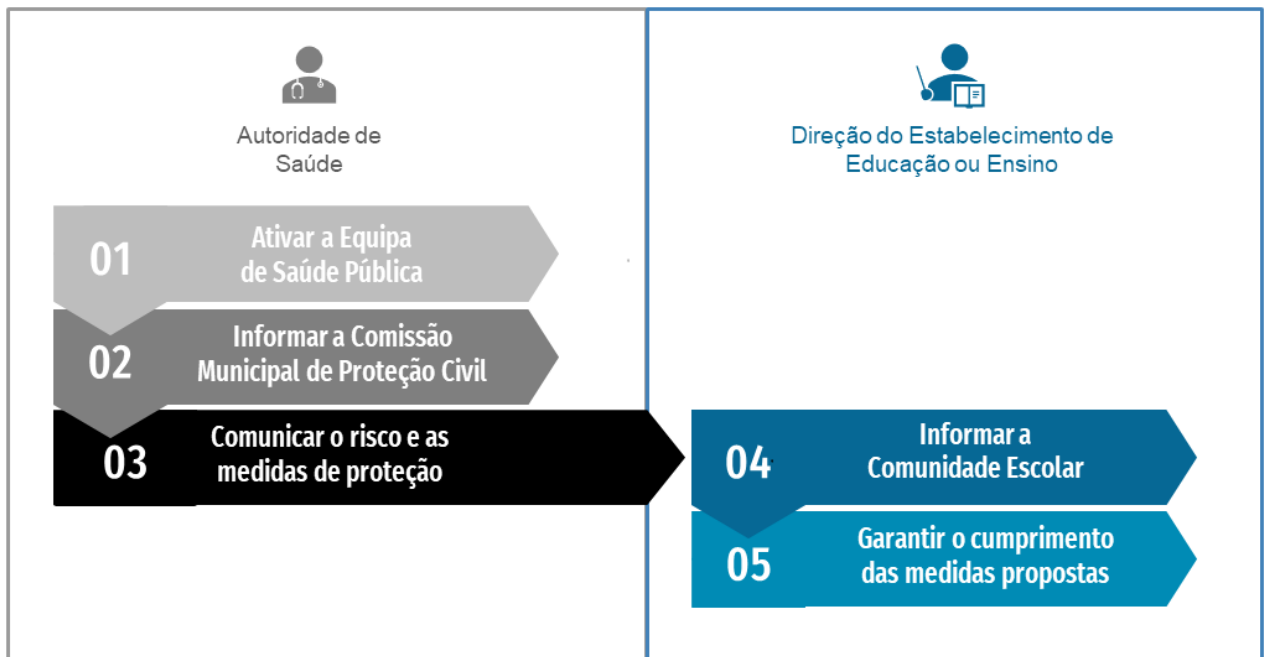 Autoridade de
Saúde
Direção do Estabelecimento de
Educação ou Ensino
01
Ativar a Equipa
de Saúde Pública
02
Informar a Comissão
Municipal de Proteção Civil
03
Comunicar o risco e as
medidas de proteção
04
Informar a
Comunidade Escolar
05
Garantir o cumprimento
das medidas propostas